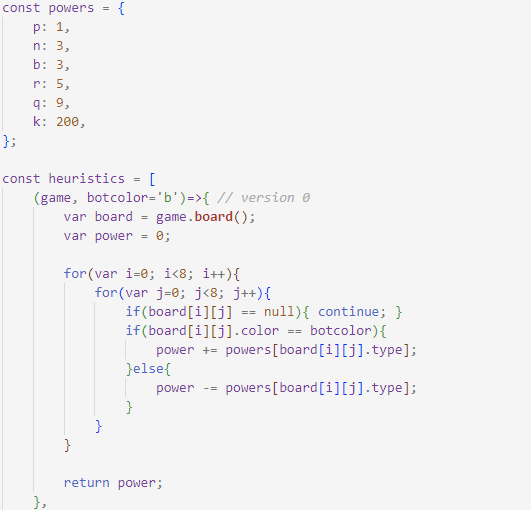 const powers = {
    p: 1,
    n: 3,
    b: 3,
    r: 5,
    q: 9,
    k: 200,
};

const heuristics = [
    (game, botcolor='b')=>{ // version 0
        var board = game.board();
        var power = 0;

        for(var i=0; i<8; i++){
            for(var j=0; j<8; j++){
                if(board[i][j] == null){ continue; }
                if(board[i][j].color == botcolor){
                    power += powers[board[i][j].type];
                }else{
                    power -= powers[board[i][j].type];
                }
            }
        }

        return power;
    },